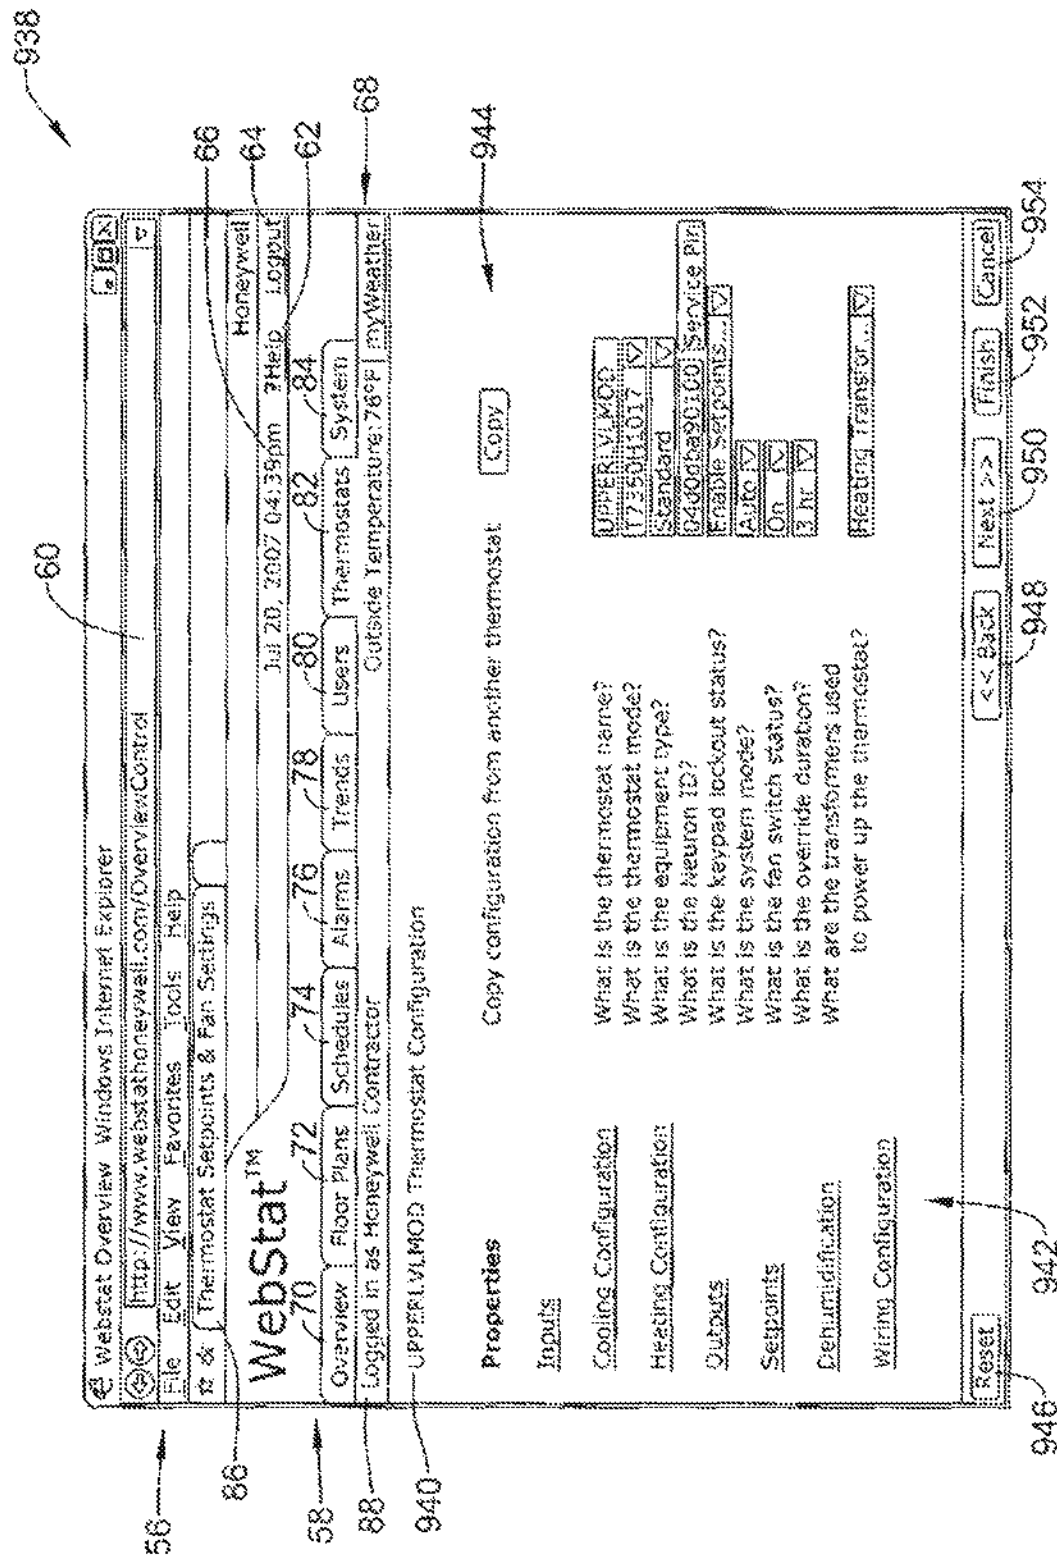 938
60
66
64
62
68
944
56
86
58
88
940
Webstat Overview Windows Internet Explorer
http://www.webstathoneywell.com/OverviewControl
File Edit View Favorites Tools Help
Thermostat Setpoints & Fan Settings
Honeywell
WebStat™
Jul 20, 2007 04:39pm ?Help Logout
70 72 74 76 78 80 82 84
Overview Floor Plans Schedules Alarms Trends Users Thermostats System
Logged in as Honeywell Contractor Outside Temperature: 78°F myWeather
UPPERLVLMOD Thermostat Configuration
Properties Copy configuration from another thermostat Copy
Inputs
Cooling Configuration
Heating Configuration
Outputs
Setpoints
Dehumidification
Wiring Configuration
What is the thermostat name? UPPERLVLMOD
What is the thermostat mode? T7350H1017
What is the equipment type? Standard
What is the Neuron ID? 04d0dba90100 Service Pin
What is the keypad lockout status? Enable Setpoints...
What is the system mode? Auto
What is the fan switch status? On
What is the override duration? 3 hr
What are the transformers used
to power up the thermostat? Heating Transfor...
Reset << Back Next >> Finish Cancel
946 942 948 950 952 954